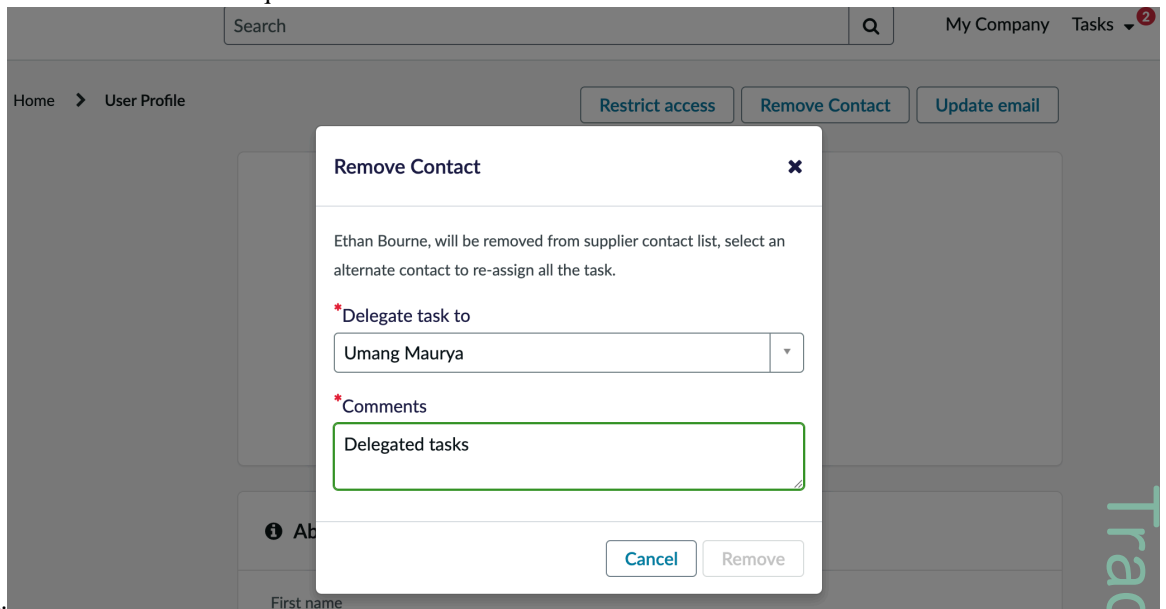 Search
My Company Tasks 2
Home > User Profile
Restrict access Remove Contact Update email
Remove Contact
Ethan Bourne, will be removed from supplier contact list, select an
alternate contact to re-assign all the task.
*Delegate task to
Umang Maurya
*Comments
Delegated tasks
Cancel Remove
First name